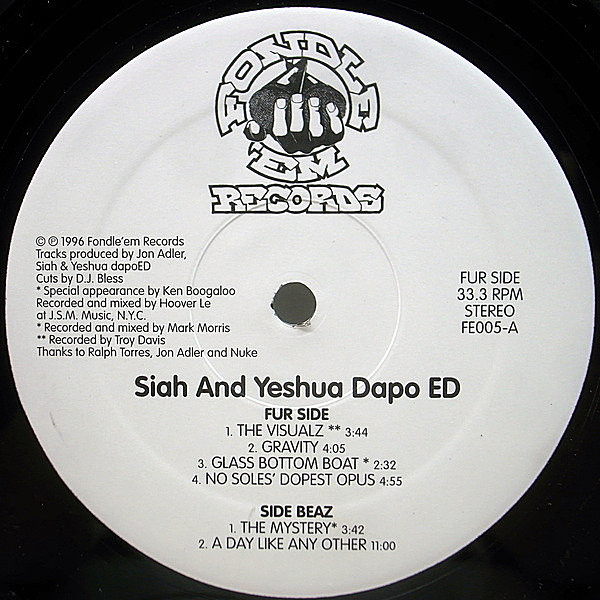 FONDLE
'EM
RECORDS
© ℗ 1996 Fondle'em Records
Tracks produced by Jon Adler,
Siah & Yeshua dapoED
Cuts by D.J. Bless
* Special appearance by Ken Boogaloo
Recorded and mixed by Hoover Le
at J.S.M. Music, N.Y.C.
* Recorded and mixed by Mark Morris
** Recorded by Troy Davis
Thanks to Ralph Torres, Jon Adler and Nuke
FUR SIDE
33.3 RPM
STEREO
FE005-A
Siah And Yeshua Dapo ED
FUR SIDE
1. THE VISUALZ ** 3:44
2. GRAVITY 4:05
3. GLASS BOTTOM BOAT * 2:32
4. NO SOLES' DOPEST OPUS 4:55
SIDE BEAZ
1. THE MYSTERY* 3:42
2. A DAY LIKE ANY OTHER 11:00